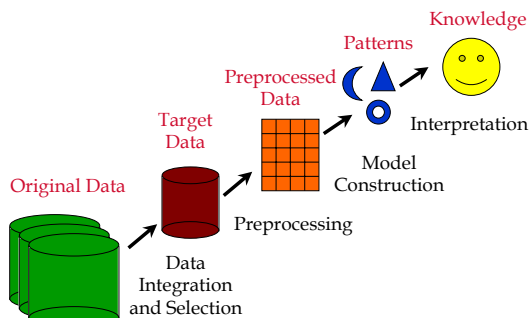 Knowledge
Patterns
Preprocessed
Data
Target
Data
Original Data
Interpretation
Model
Construction
Preprocessing
Data
Integration
and Selection